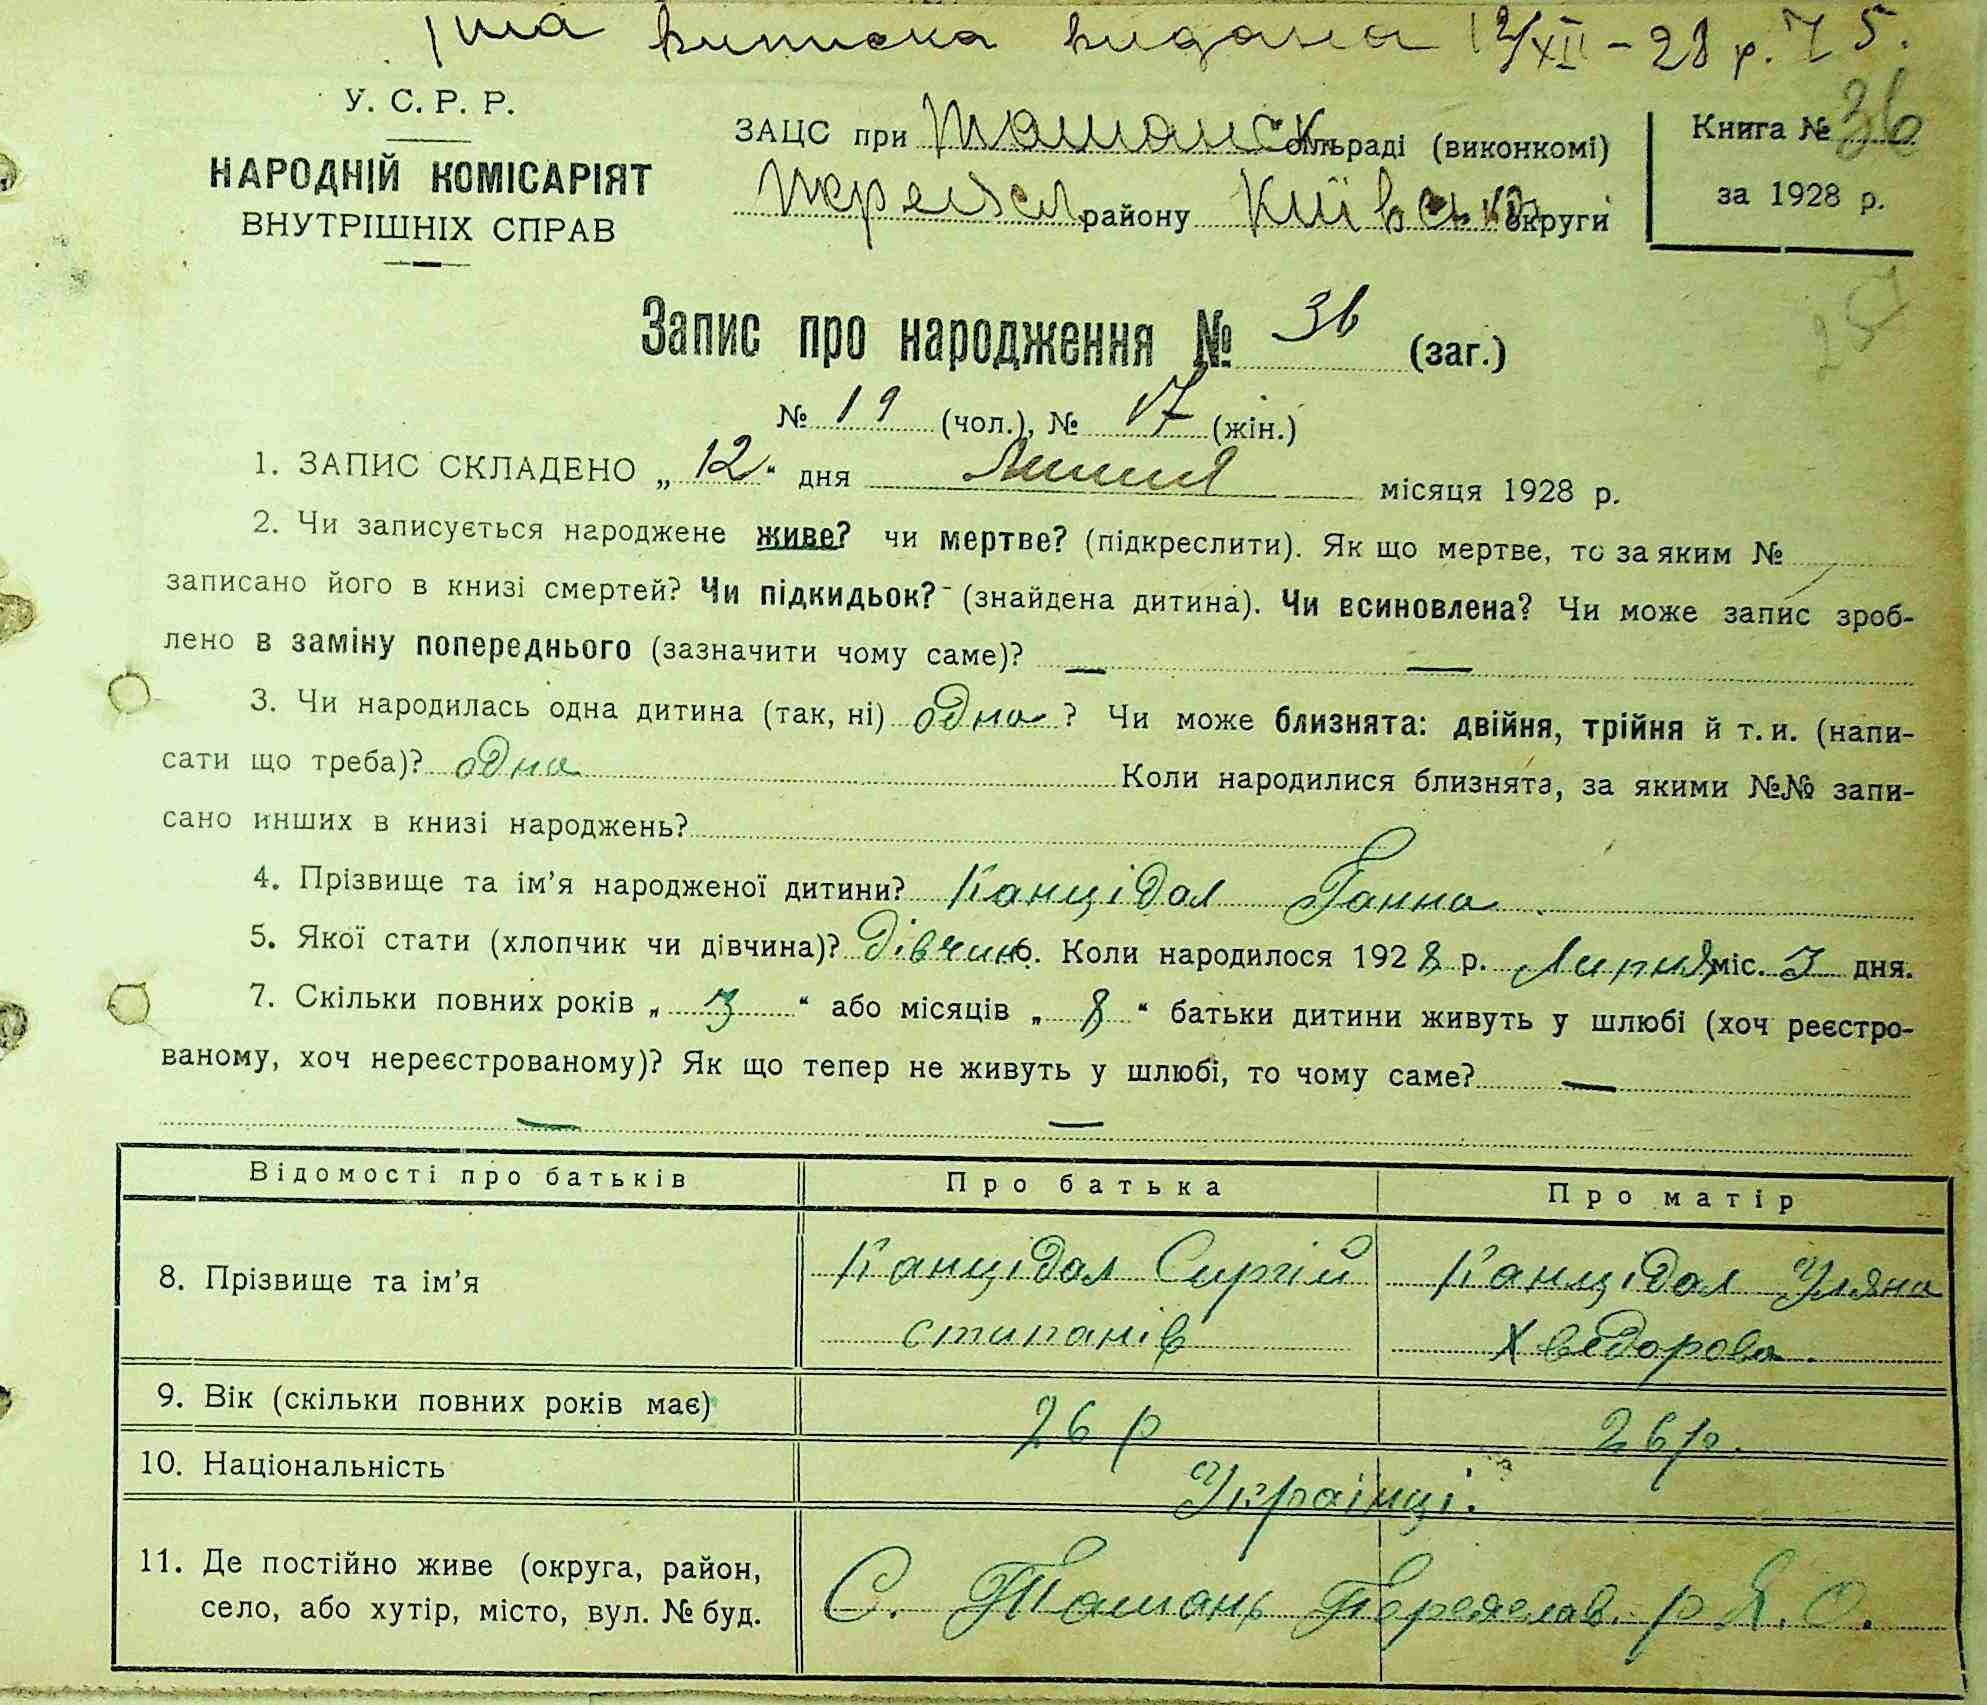 виписка видана 12/XII – 28 р.
У. С. Р. Р.
НАРОДНІЙ КОМІСАРІЯТ
ВНУТРІШНІХ СПРАВ
ЗАЦС при Ташанськ сільраді (виконкомі)
Переясл району Київськ округи
Книга № 36
за 1928 р.
Запис про народження № 36 (заг.)
№ 19 (чол.), № 17 (жін.)
1. ЗАПИС СКЛАДЕНО „ 12 “ дня Липня місяця 1928 р.
2. Чи записується народжене живе? чи мертве? (підкреслити). Як що мертве, то за яким №
записано його в книзі смертей? Чи підкидьок? (знайдена дитина). Чи всиновлена? Чи може запис зроб-
лено в заміну попереднього (зазначити чому саме)? — —
3. Чи народилась одна дитина (так, ні) одна ? Чи може близнята: двійня, трійня й т. и. (напи-
сати що треба)? одна Коли народилися близнята, за якими №№ запи-
сано инших в книзі народжень?
4. Прізвище та ім’я народженої дитини? Канцідал Ганна
5. Якої стати (хлопчик чи дівчина)? дівчина 6. Коли народилося 1928 р. Липня міс. дня.
7. Скільки повних років „ 3 “ або місяців „ 8 “ батьки дитини живуть у шлюбі (хоч реєстро-
ваному, хоч нереєстрованому)? Як що тепер не живуть у шлюбі, то чому саме? —
— —
Відомості про батьків Про батька Про матір
8. Прізвище та ім’я Канцідал Сиргій Канцідал Уляна
стипанів Хведорова
9. Вік (скільки повних років має) 26 р 26 р.
10. Національність Українці.
11. Де постійно живе (округа, район,
село, або хутір, місто, вул. № буд.
С. Ташань Переяслав. р К. О.